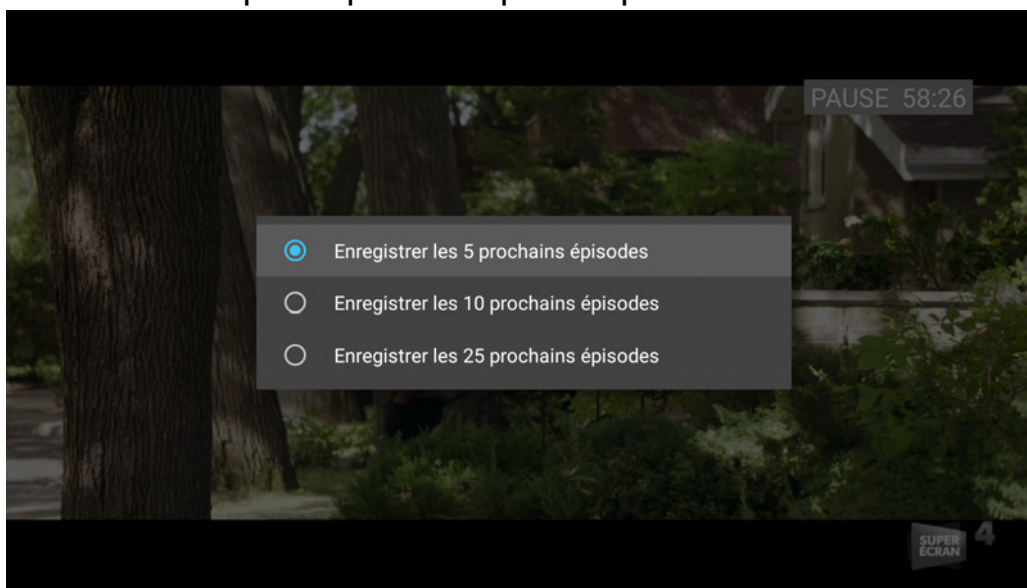 PAUSE 58:26
Enregistrer les 5 prochains épisodes
Enregistrer les 10 prochains épisodes
Enregistrer les 25 prochains épisodes
SUPER
ÉCRAN
4